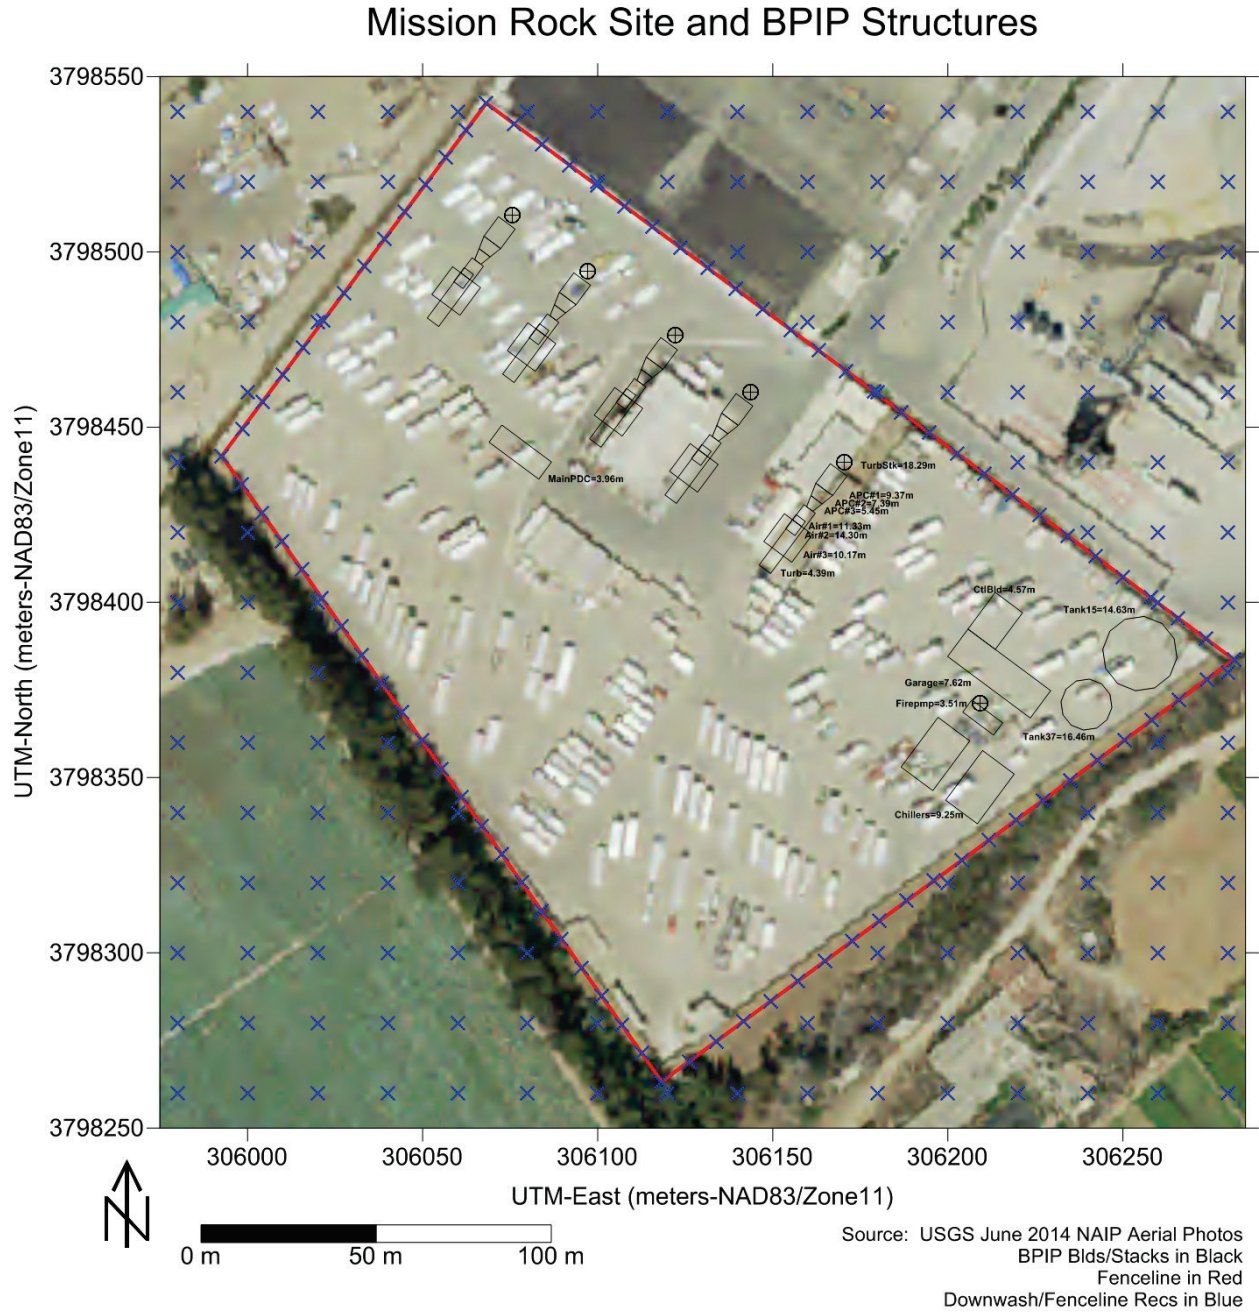 Mission Rock Site and BPIP Structures
3798550
3798500
3798450
3798400
3798350
3798300
3798250
UTM-North (meters-NAD83/Zone11)
MainPDC=3.96m
TurbStk=18.29m
APC#1=9.37m
APC#2=7.39m
APC#3=5.45m
Air#1=11.33m
Air#2=14.30m
Air#3=10.17m
Turb=4.39m
CtlBld=4.57m
Tank15=14.63m
Garage=7.62m
Firepmp=3.51m
Tank37=16.46m
Chillers=9.25m
306000 306050 306100 306150 306200 306250
UTM-East (meters-NAD83/Zone11)
N
0 m 50 m 100 m
Source: USGS June 2014 NAIP Aerial Photos
BPIP Blds/Stacks in Black
Fenceline in Red
Downwash/Fenceline Recs in Blue